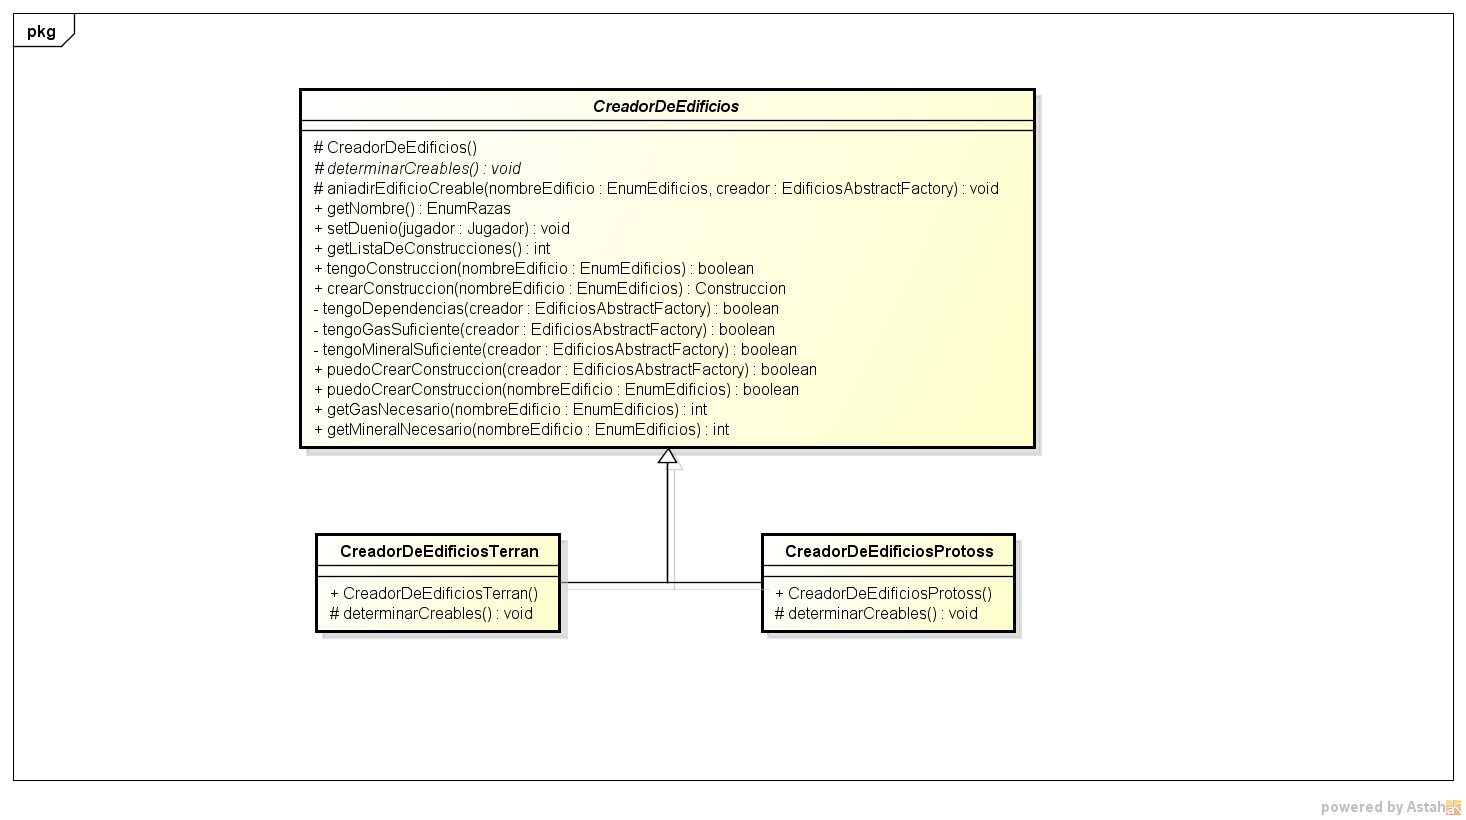 pkg
CreadorDeEdificios
# CreadorDeEdificios()
# determinarCreables() : void
# aniadirEdificioCreable(nombreEdificio : EnumEdificios, creador : EdificiosAbstractFactory) : void
+ getNombre() : EnumRazas
+ setDuenio(jugador : Jugador) : void
+ getListaDeConstrucciones() : int
+ tengoConstruccion(nombreEdificio : EnumEdificios) : boolean
+ crearConstruccion(nombreEdificio : EnumEdificios) : Construccion
- tengoDependencias(creador : EdificiosAbstractFactory) : boolean
- tengoGasSuficiente(creador : EdificiosAbstractFactory) : boolean
- tengoMineralSuficiente(creador : EdificiosAbstractFactory) : boolean
+ puedoCrearConstruccion(creador : EdificiosAbstractFactory) : boolean
+ puedoCrearConstruccion(nombreEdificio : EnumEdificios) : boolean
+ getGasNecesario(nombreEdificio : EnumEdificios) : int
+ getMineralNecesario(nombreEdificio : EnumEdificios) : int
CreadorDeEdificiosTerran
+ CreadorDeEdificiosTerran()
# determinarCreables() : void
CreadorDeEdificiosProtoss
+ CreadorDeEdificiosProtoss()
# determinarCreables() : void
powered by Astah